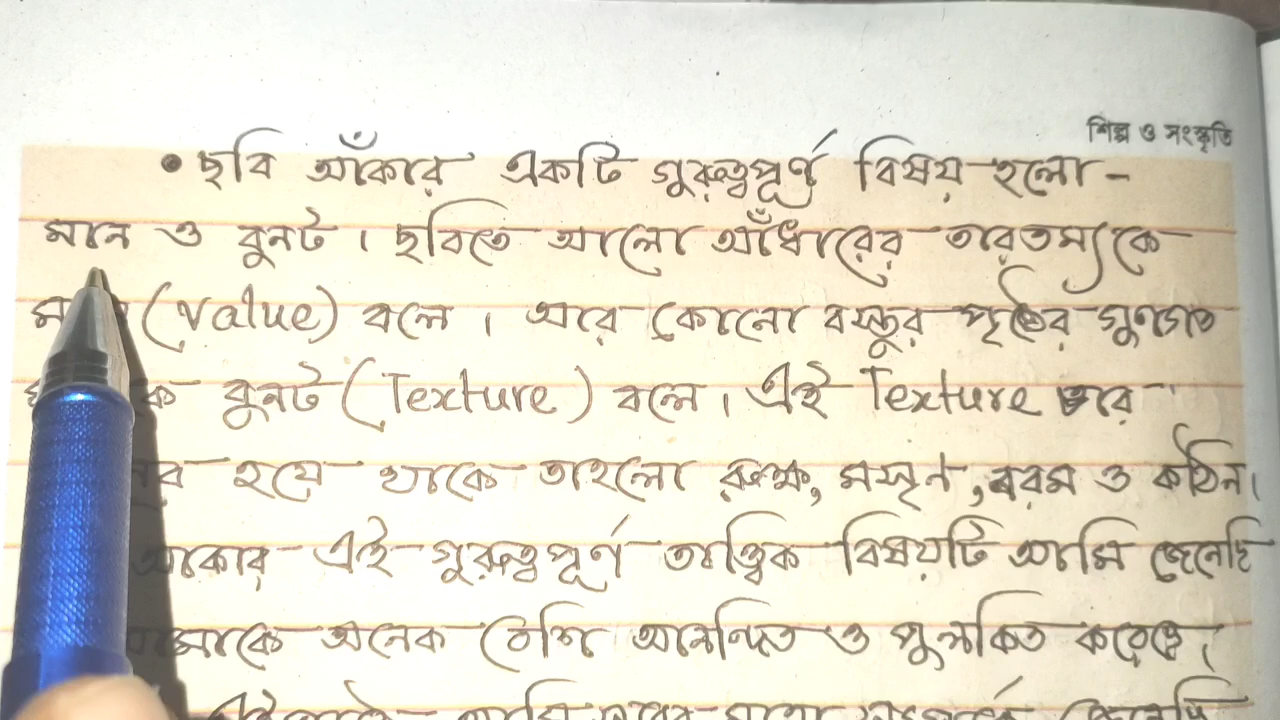 শিল্প ও সংস্কৃতি
• ছবি আঁকার একটি গুরুত্বপূর্ণ বিষয় হলো-
মান ও বুনট। ছবিতে আলো আঁধারের তারতম্যকে
(Value) বলে। আর কোনো বস্তুর পৃষ্ঠের গুণগত
বুনট (Texture) বলে। এই Texture চার
হয়ে থাকে তাহলো রুক্ষ, মসৃণ, নরম ও কঠিন।
আকার এই গুরুত্বপূর্ণ তাত্ত্বিক বিষয়টি আমি জেনেছি
অনেক বেশি আনন্দিত ও পুলকিত করেছে।